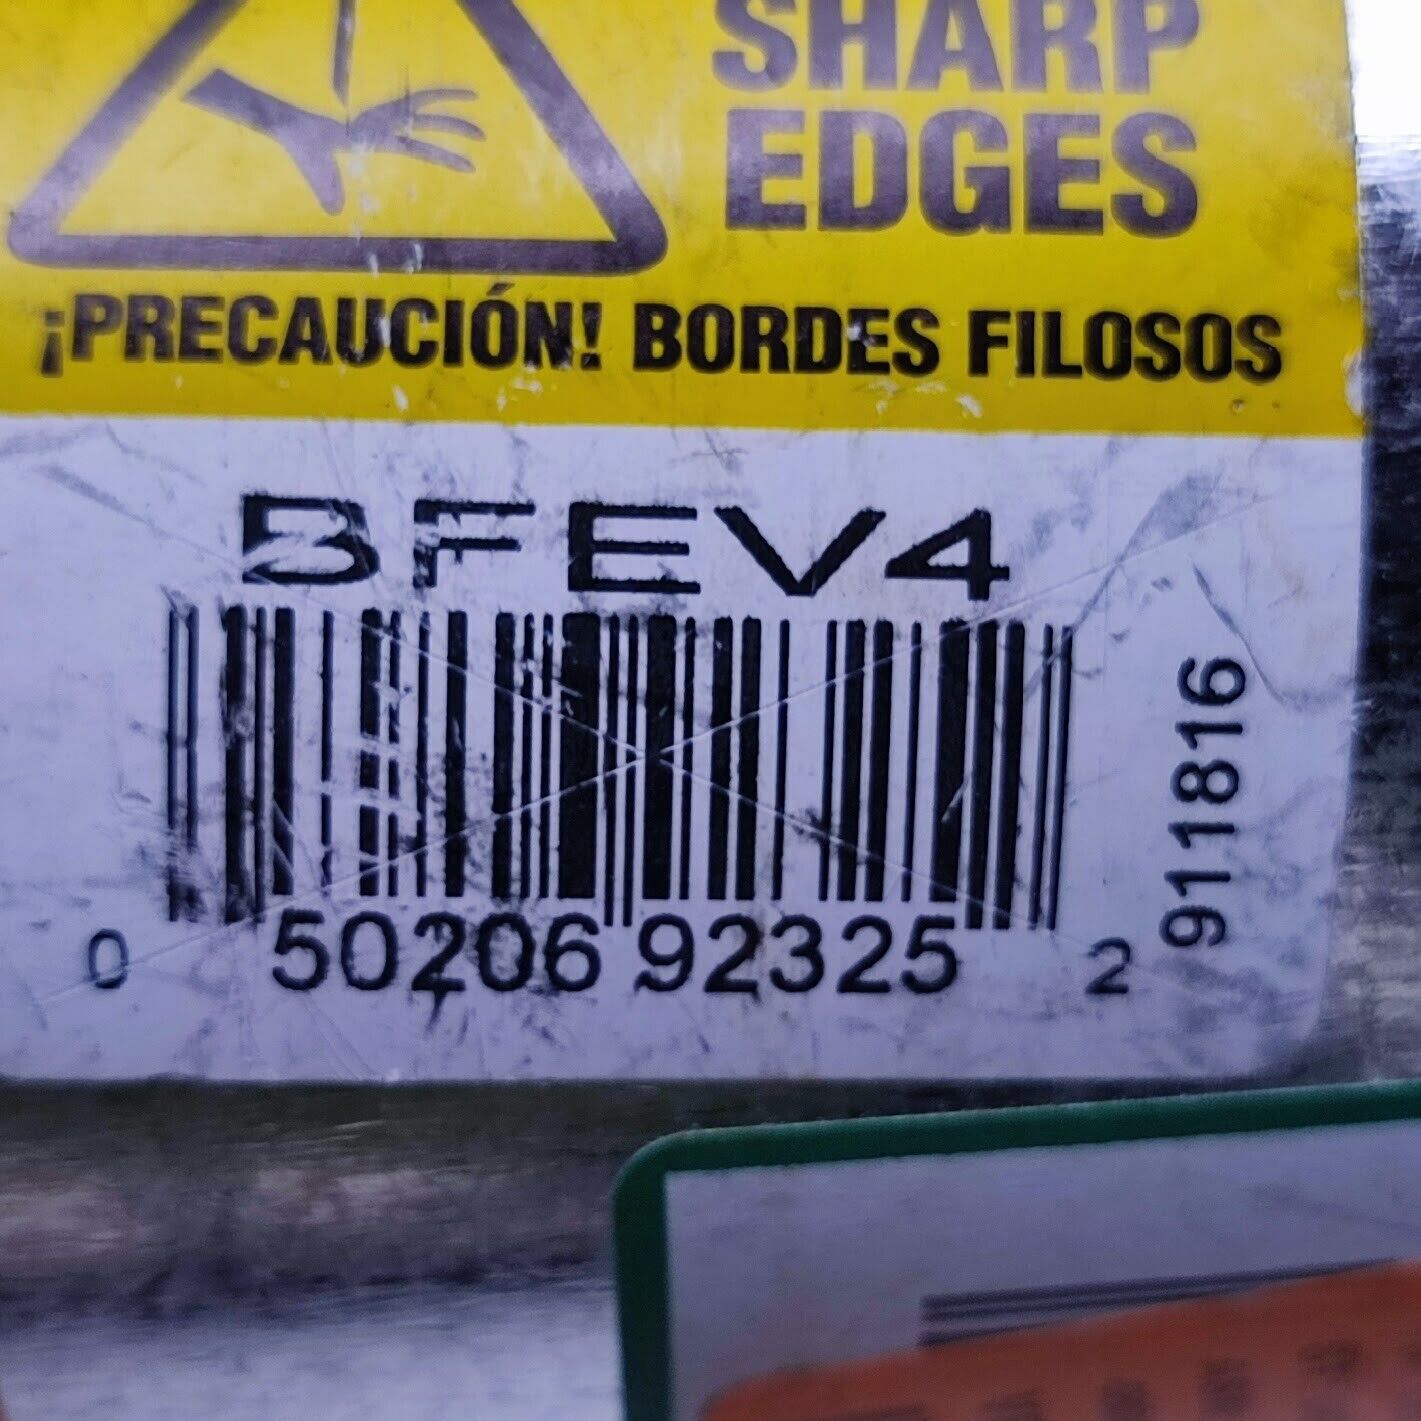 SHARP
EDGES
¡PRECAUCIÓN! BORDES FILOSOS
BFEV4
0 50206 92325 2
911816